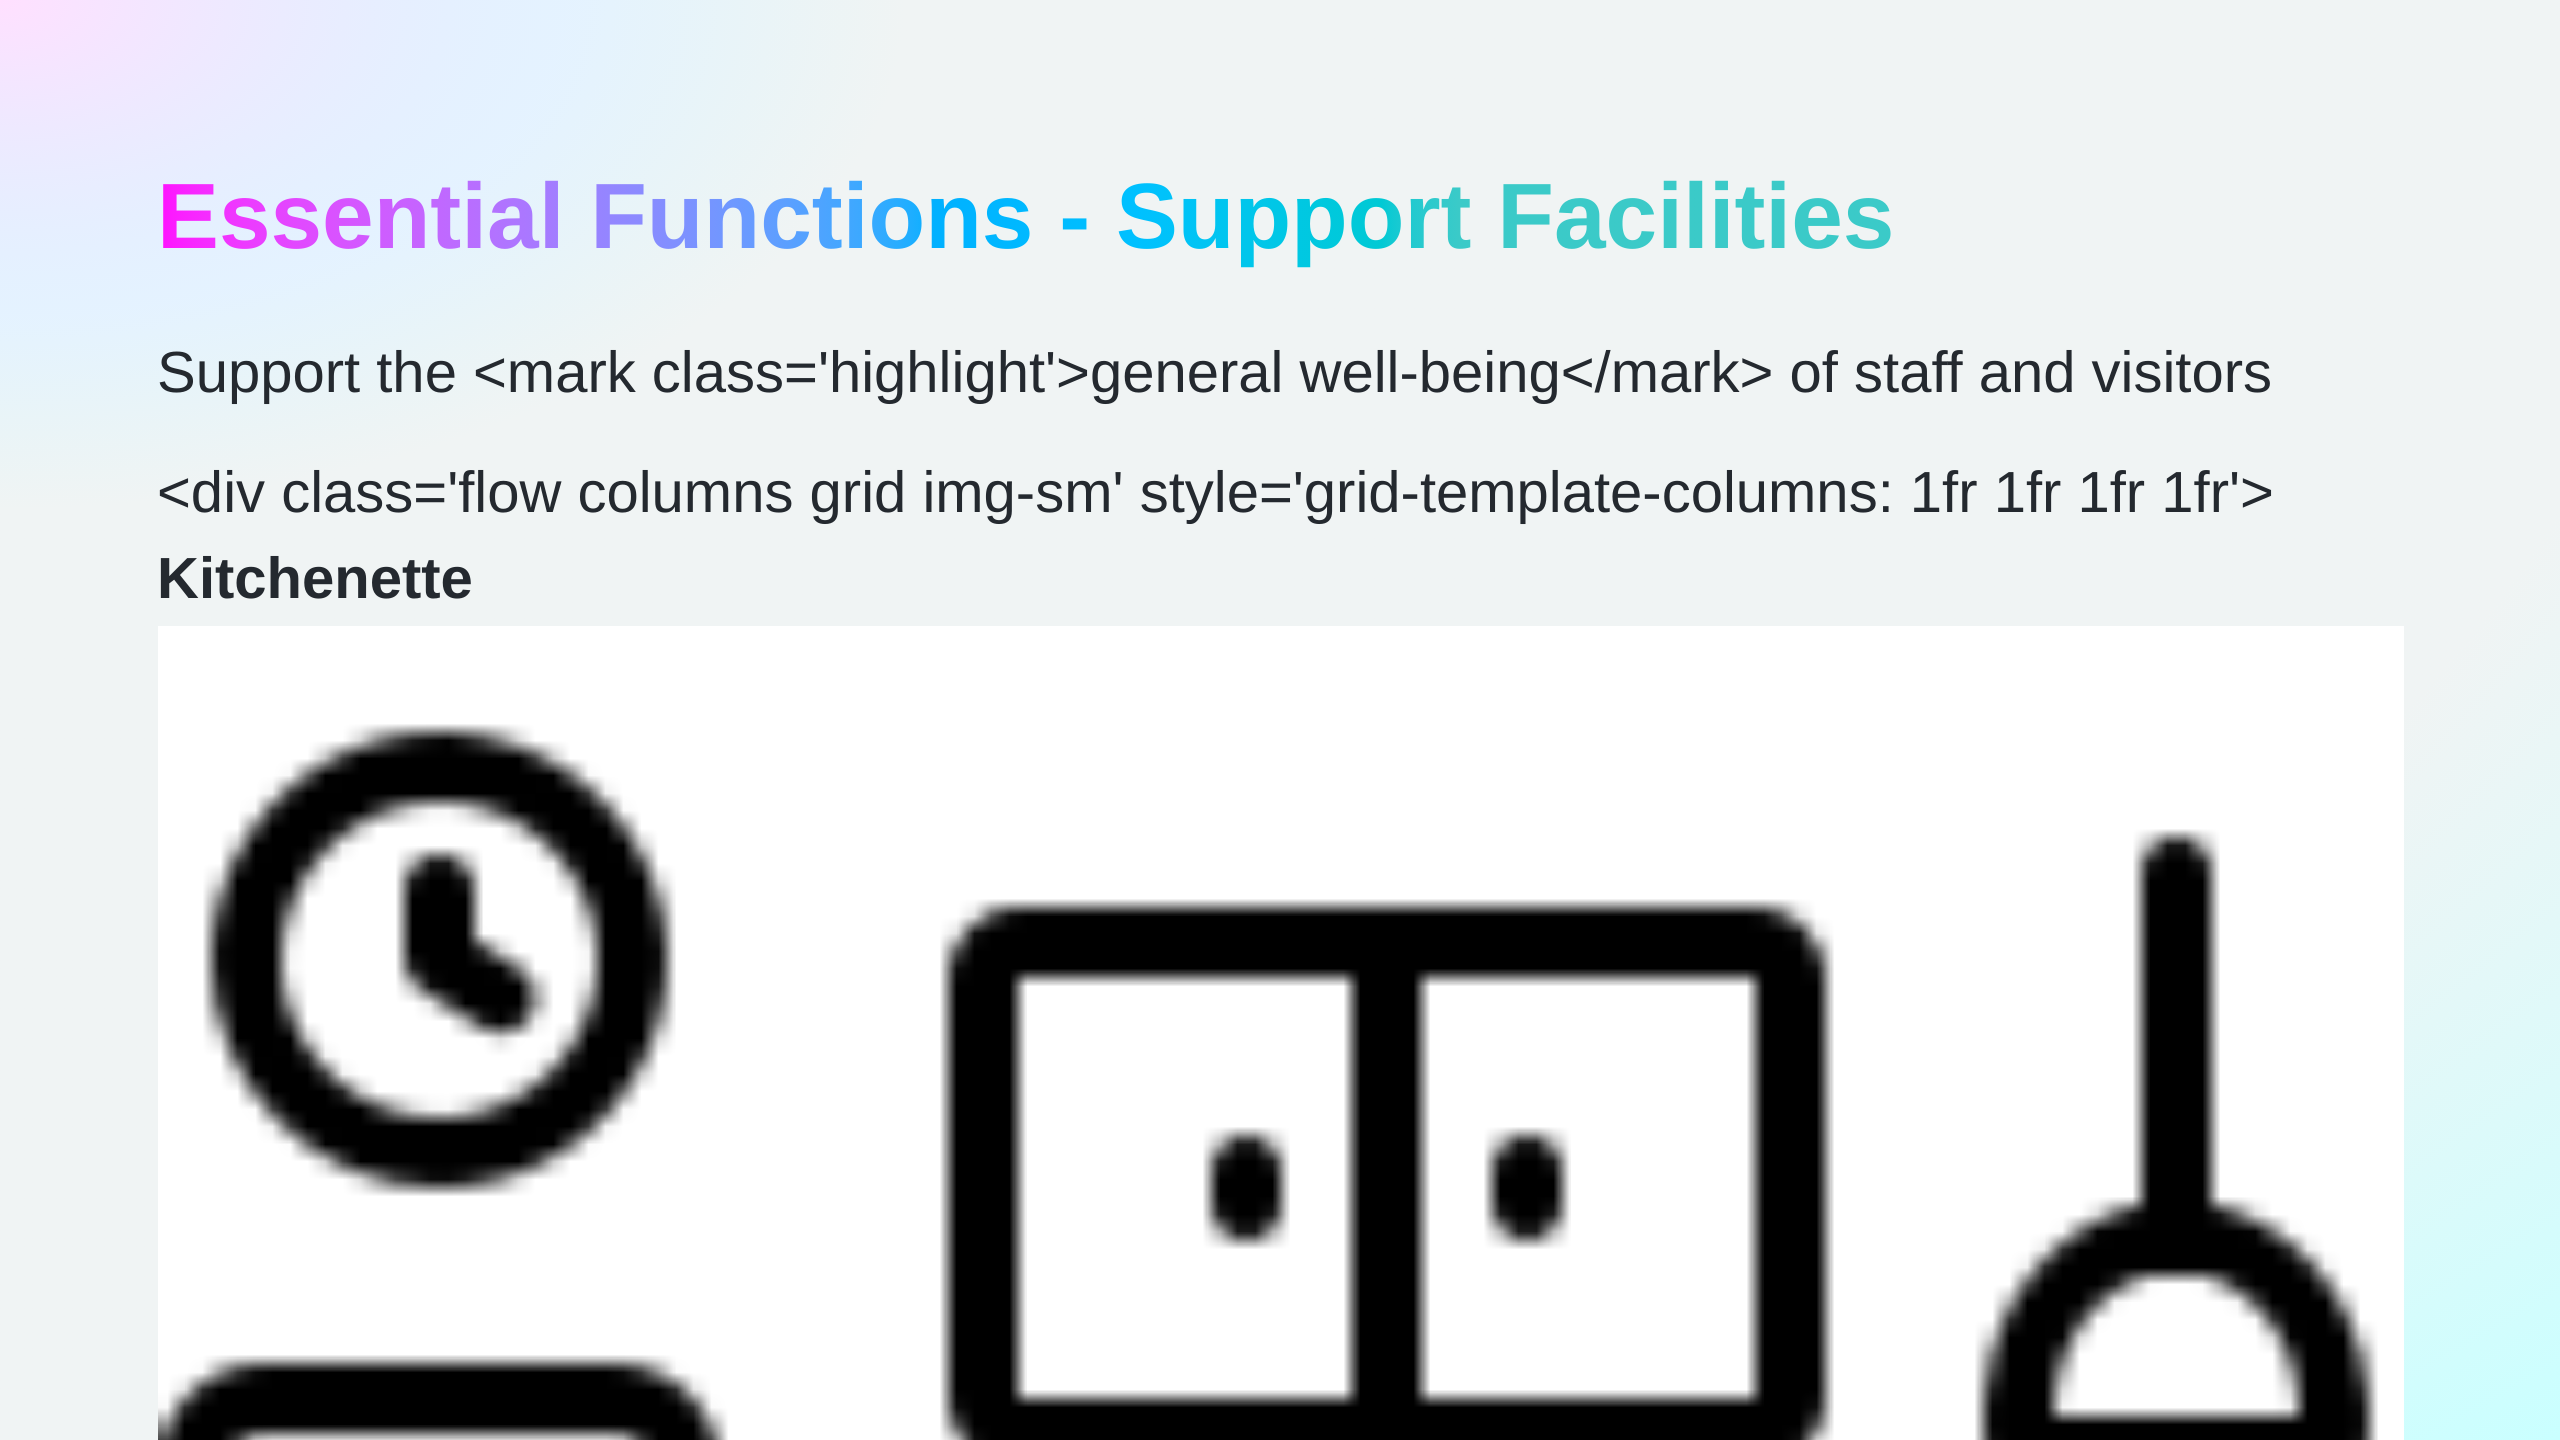 Essential Functions - Support Facilities
Support the <mark class='highlight'>general well-being</mark> of staff and visitors
<div class='flow columns grid img-sm' style='grid-template-columns: 1fr 1fr 1fr 1fr'>
Kitchenette